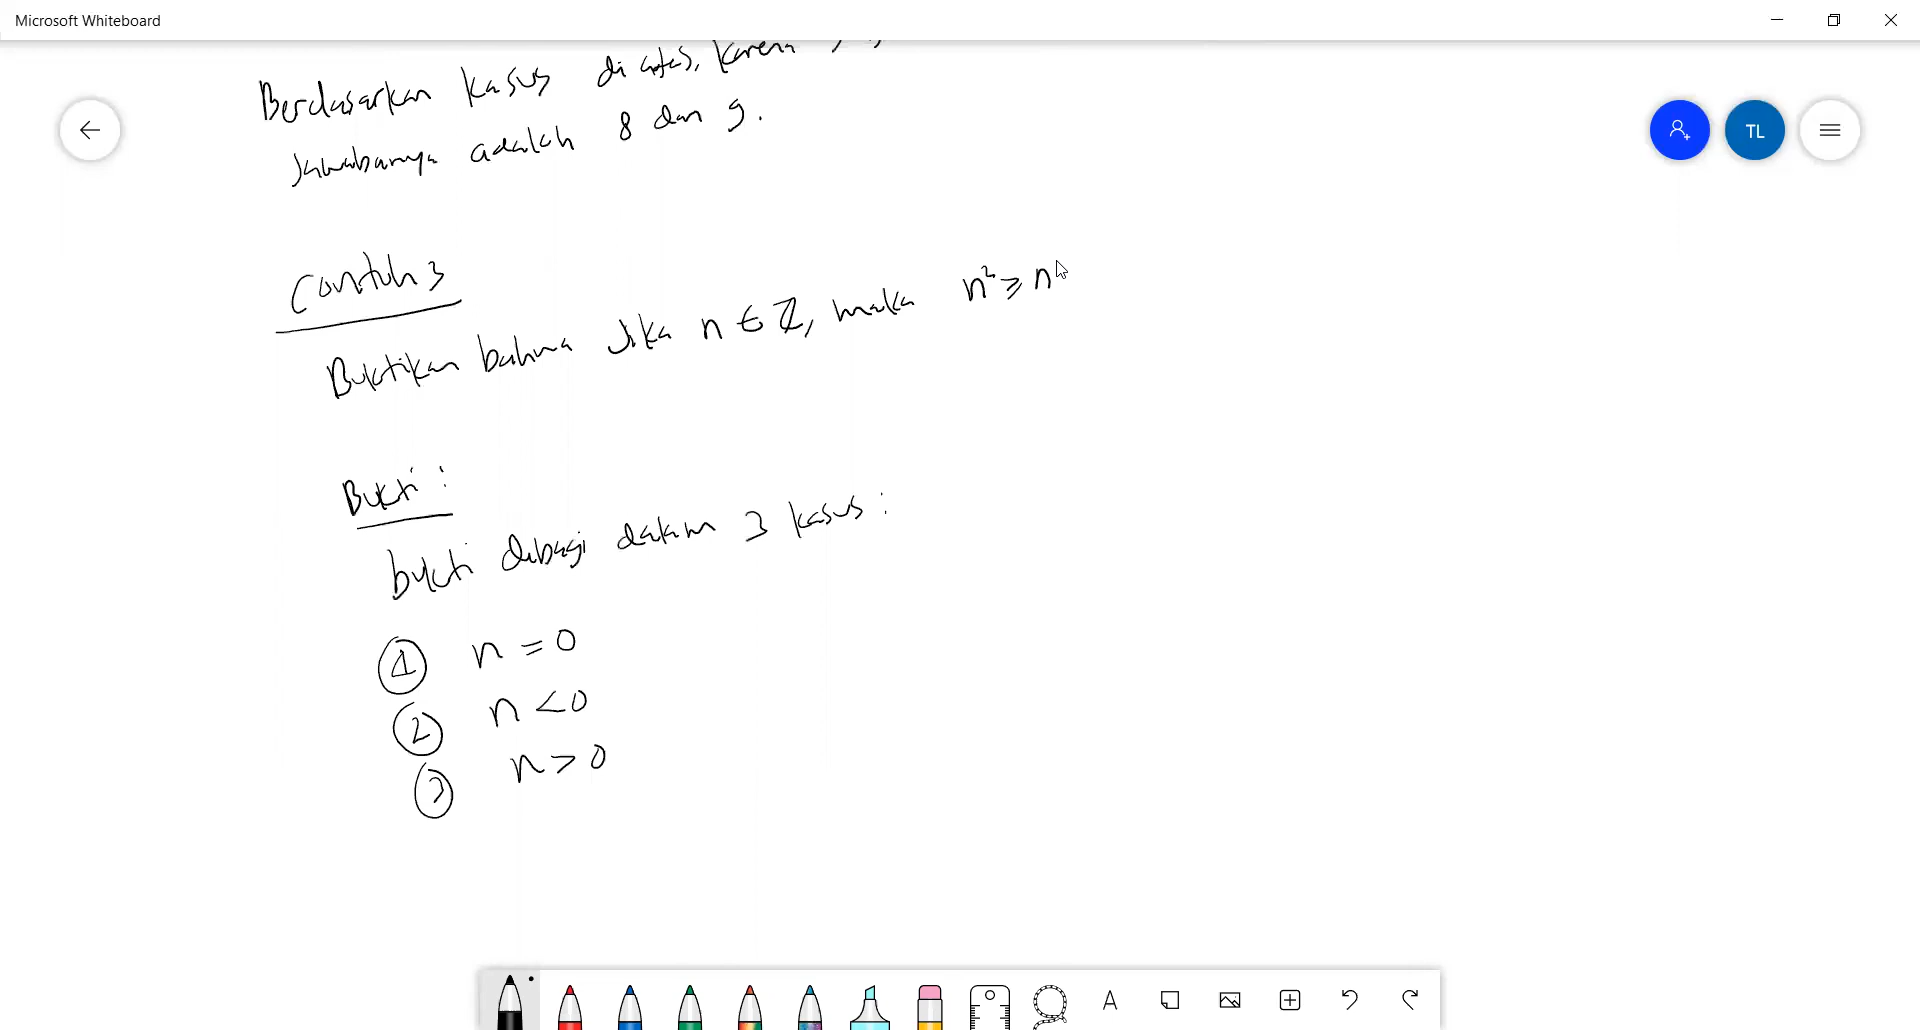 Microsoft Whiteboard
Berdasarkan kasus di atas, karena
Jawabannya adalah 8 dan 9.
TL
Contoh 3
Buktikan bahwa Jika n ∈ ℤ, maka n² ≥ n
Bukti :
bukti dibagi dalam 3 kasus :
① n = 0
② n < 0
③ n > 0
A